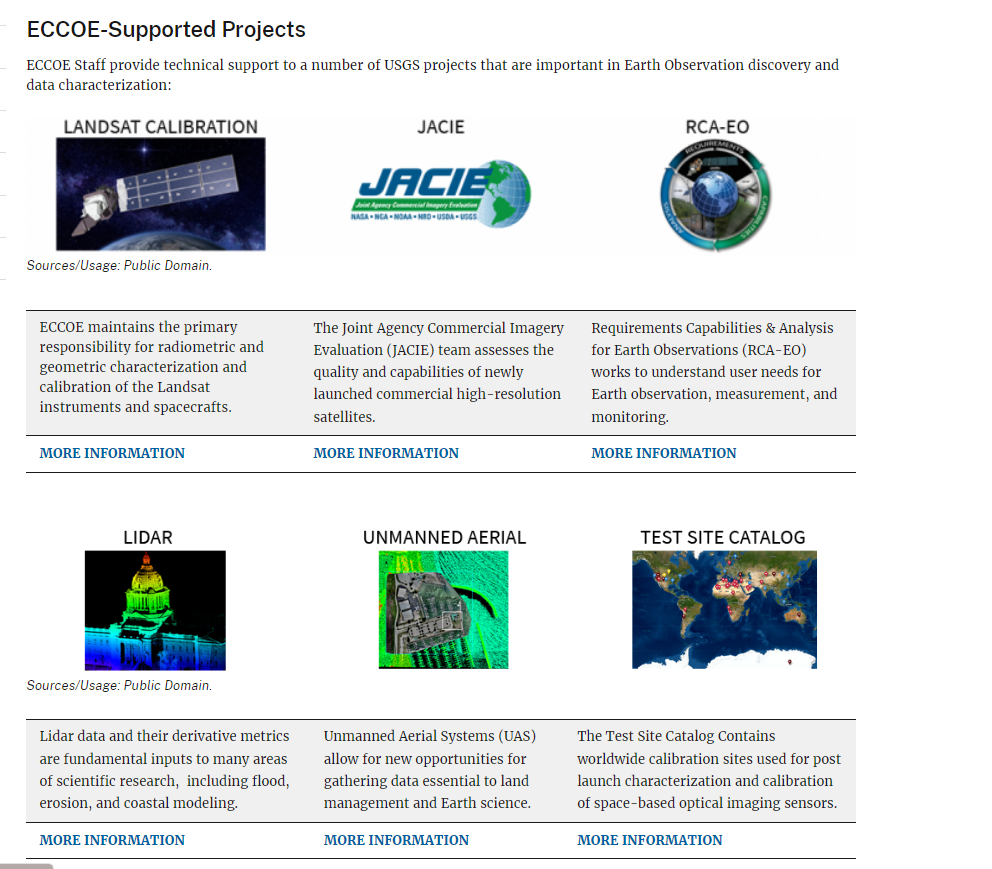 ECCOE-Supported Projects
ECCOE Staff provide technical support to a number of USGS projects that are important in Earth Observation discovery and
data characterization:
LANDSAT CALIBRATION
JACIE
RCA-EO
JACIE
Joint Agency Commercial Imagery Evaluation
NASA • NGA • NOAA • NRO • USDA • USGS
REQUIREMENTS
CAPABILITIES
ANALYSIS
Sources/Usage: Public Domain.
ECCOE maintains the primary
responsibility for radiometric and
geometric characterization and
calibration of the Landsat
instruments and spacecrafts.
The Joint Agency Commercial Imagery
Evaluation (JACIE) team assesses the
quality and capabilities of newly
launched commercial high-resolution
satellites.
Requirements Capabilities & Analysis
for Earth Observations (RCA-EO)
works to understand user needs for
Earth observation, measurement, and
monitoring.
MORE INFORMATION
MORE INFORMATION
MORE INFORMATION
LIDAR
UNMANNED AERIAL
TEST SITE CATALOG
Sources/Usage: Public Domain.
Lidar data and their derivative metrics
are fundamental inputs to many areas
of scientific research,  including flood,
erosion, and coastal modeling.
Unmanned Aerial Systems (UAS)
allow for new opportunities for
gathering data essential to land
management and Earth science.
The Test Site Catalog Contains
worldwide calibration sites used for post
launch characterization and calibration
of space-based optical imaging sensors.
MORE INFORMATION
MORE INFORMATION
MORE INFORMATION